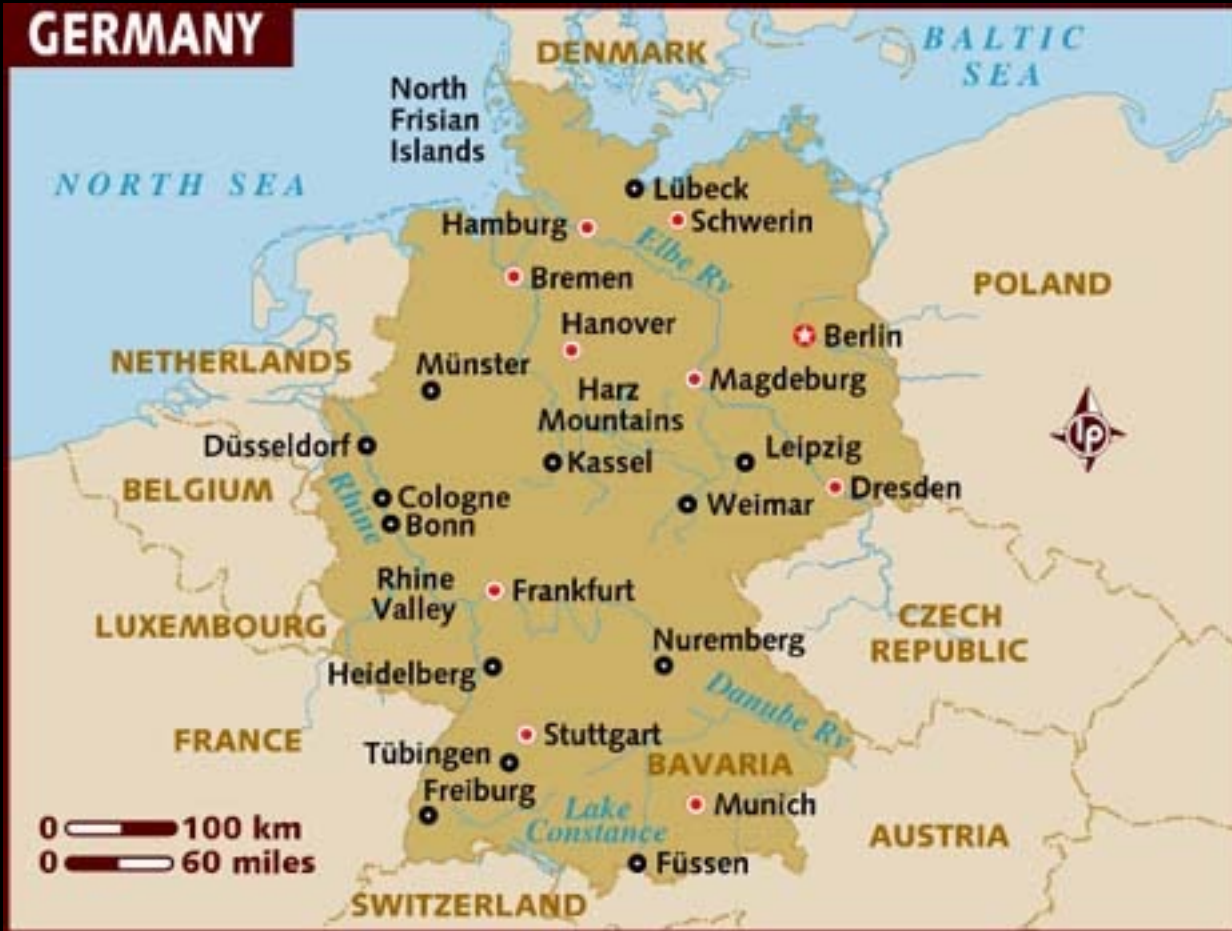 GERMANY
DENMARK
BALTIC
SEA
North
Frisian
Islands
NORTH SEA
Lübeck
Schwerin
Hamburg
Elbe Rv
Bremen
POLAND
Hanover
Berlin
NETHERLANDS
Münster
Magdeburg
Harz
Mountains
lp
Düsseldorf
Kassel
Leipzig
BELGIUM
Rhine
Cologne
Weimar
Dresden
Bonn
Rhine
Valley
Frankfurt
LUXEMBOURG
CZECH
REPUBLIC
Nuremberg
Heidelberg
Danube Rv
FRANCE
Stuttgart
Tübingen
BAVARIA
Freiburg
Munich
Lake
Constance
0 100 km
0 60 miles
AUSTRIA
Füssen
SWITZERLAND